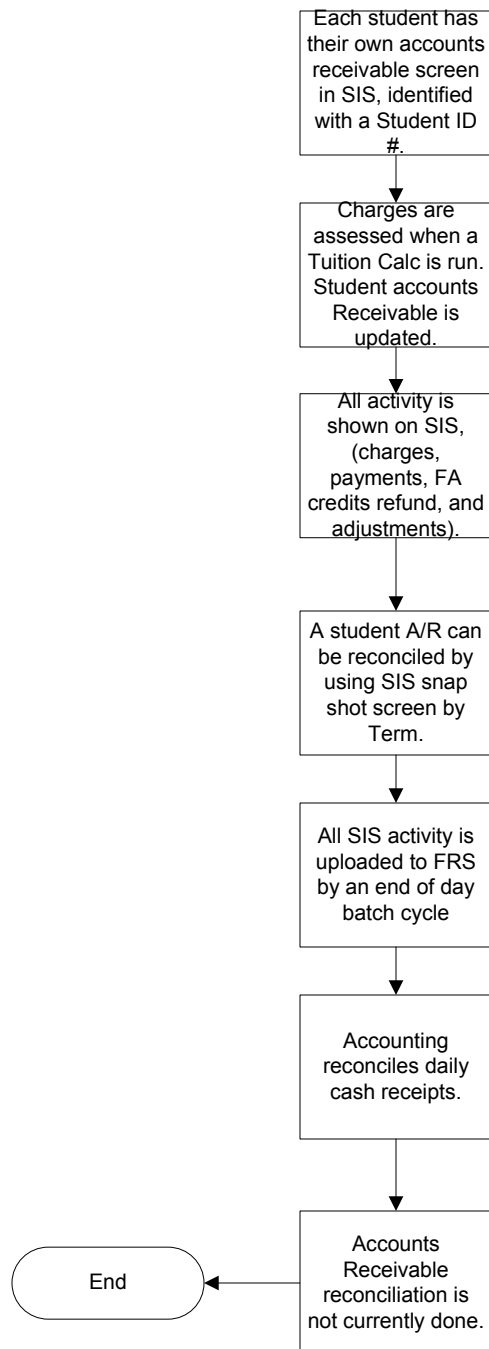 Each student has
their own accounts
receivable screen
in SIS, identified
with a Student ID
#.
Charges are
assessed when a
Tuition Calc is run.
Student accounts
Receivable is
updated.
All activity is
shown on SIS,
(charges,
payments, FA
credits refund, and
adjustments).
A student A/R can
be reconciled by
using SIS snap
shot screen by
Term.
All SIS activity is
uploaded to FRS
by an end of day
batch cycle
Accounting
reconciles daily
cash receipts.
Accounts
Receivable
reconciliation is
not currently done.
End